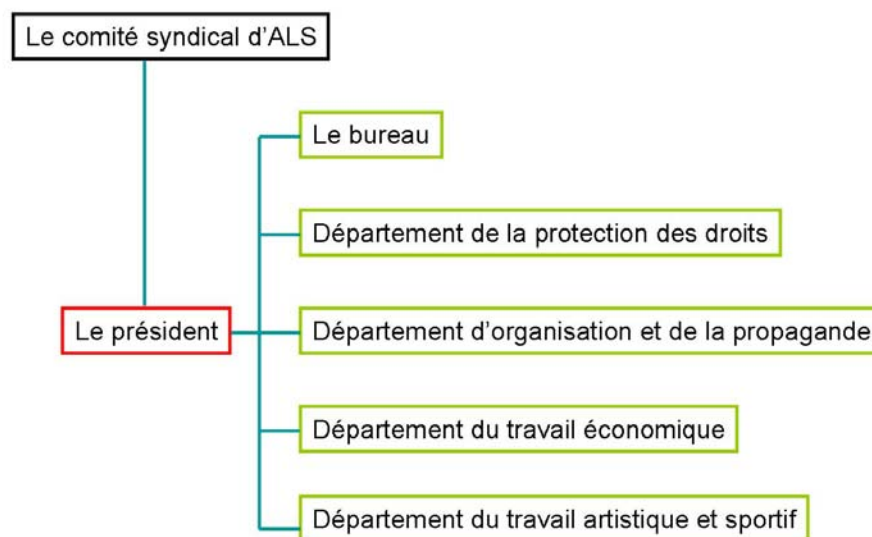 Le comité syndical d’ALS
Le bureau
Département de la protection des droits
Le président
Département d’organisation et de la propagande
Département du travail économique
Département du travail artistique et sportif